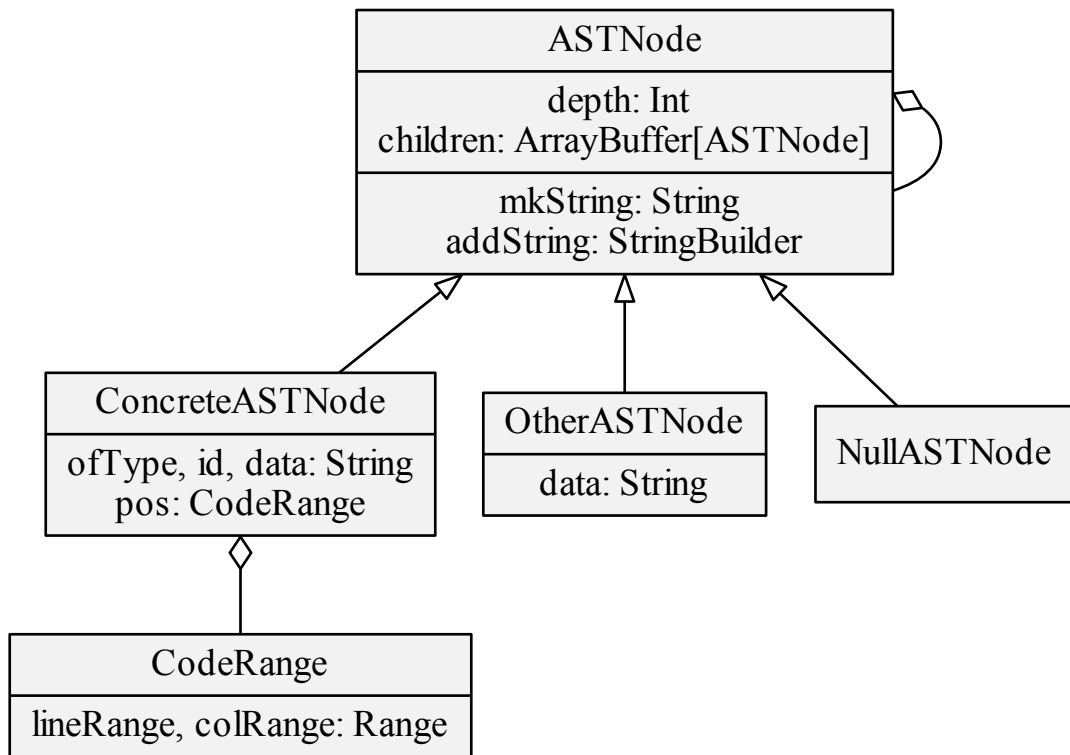 ASTNode
depth: Int
children: ArrayBuffer[ASTNode]
mkString: String
addString: StringBuilder
ConcreteASTNode
ofType, id, data: String
pos: CodeRange
OtherASTNode
data: String
NullASTNode
CodeRange
lineRange, colRange: Range